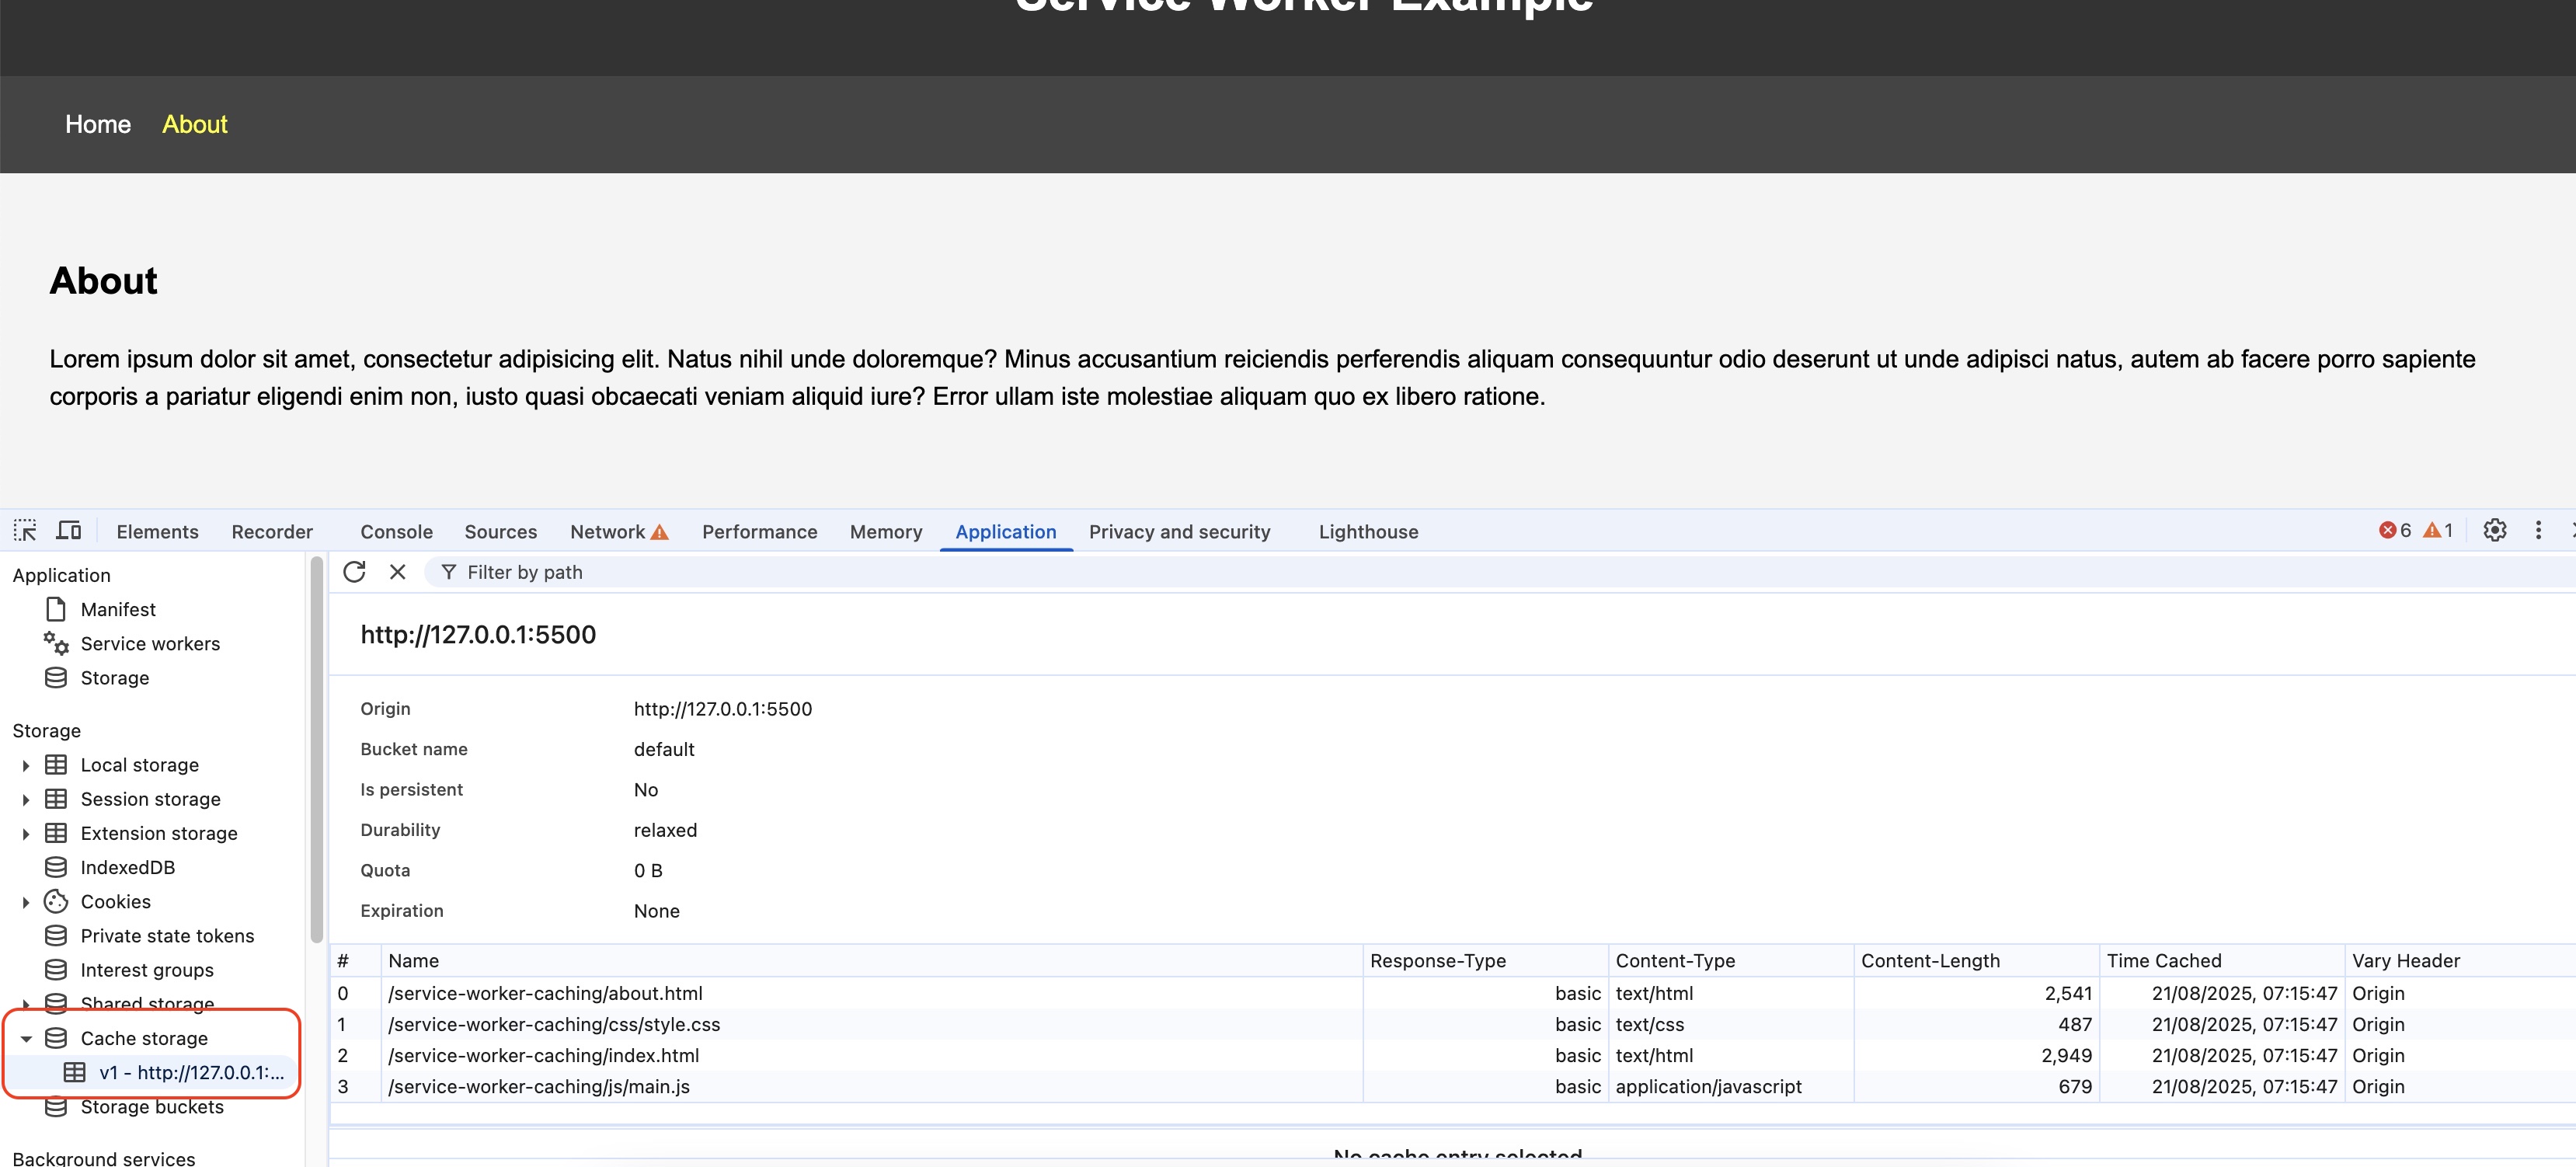 Service Worker Example
Home About
About
Lorem ipsum dolor sit amet, consectetur adipisicing elit. Natus nihil unde doloremque? Minus accusantium reiciendis perferendis aliquam consequuntur odio deserunt ut unde adipisci natus, autem ab facere porro sapiente
corporis a pariatur eligendi enim non, iusto quasi obcaecati veniam aliquid iure? Error ullam iste molestiae aliquam quo ex libero ratione.
Elements Recorder Console Sources Network Performance Memory Application Privacy and security Lighthouse 6 1
Application
Manifest
Service workers
Storage
Storage
Local storage
Session storage
Extension storage
IndexedDB
Cookies
Private state tokens
Interest groups
Shared storage
Cache storage
v1 - http://127.0.0.1:...
Storage buckets
Background services
Filter by path
http://127.0.0.1:5500
Origin http://127.0.0.1:5500
Bucket name default
Is persistent No
Durability relaxed
Quota 0 B
Expiration None
# Name Response-Type Content-Type Content-Length Time Cached Vary Header
0 /service-worker-caching/about.html basic text/html 2,541 21/08/2025, 07:15:47 Origin
1 /service-worker-caching/css/style.css basic text/css 487 21/08/2025, 07:15:47 Origin
2 /service-worker-caching/index.html basic text/html 2,949 21/08/2025, 07:15:47 Origin
3 /service-worker-caching/js/main.js basic application/javascript 679 21/08/2025, 07:15:47 Origin
No cache entry selected